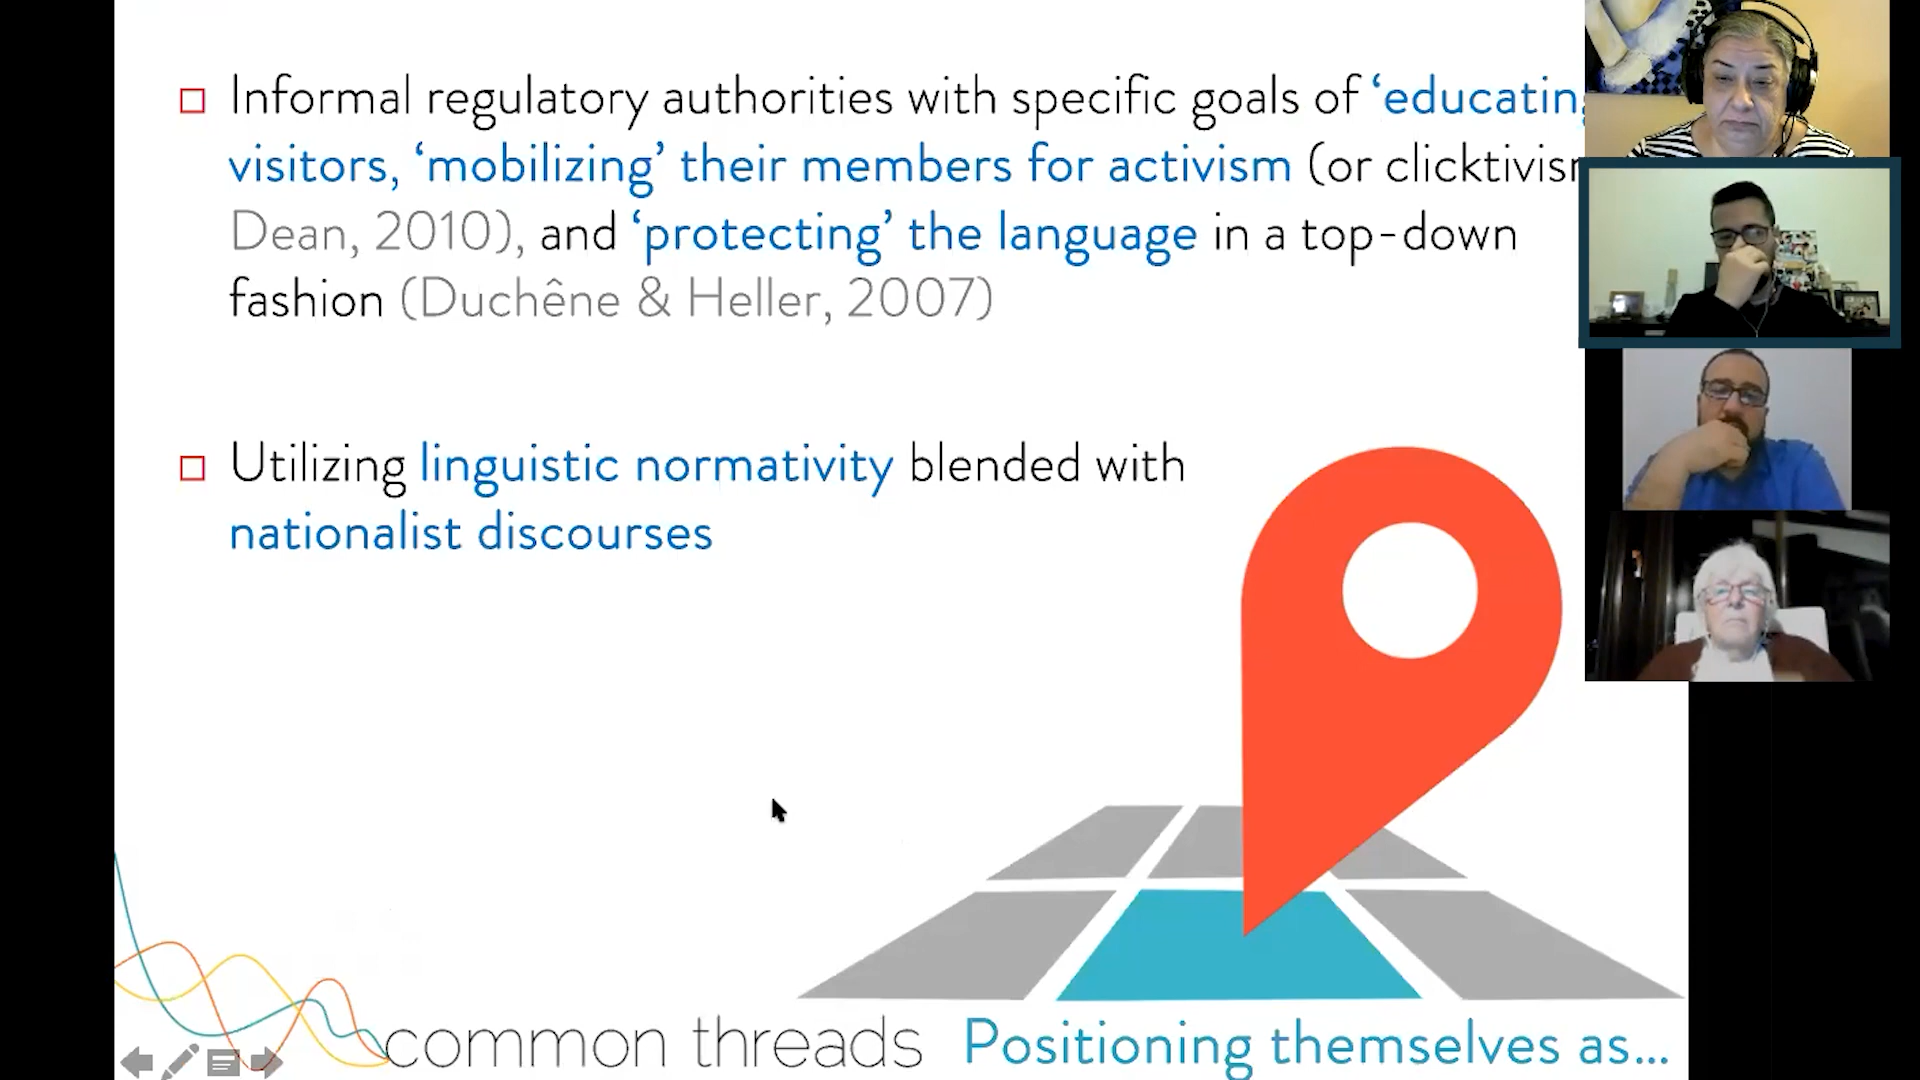 Informal regulatory authorities with specific goals of ‘educating
visitors, ‘mobilizing’ their members for activism (or clicktivism
Dean, 2010), and ‘protecting’ the language in a top-down
fashion (Duchêne & Heller, 2007)
Utilizing linguistic normativity blended with
nationalist discourses
common threads Positioning themselves as...